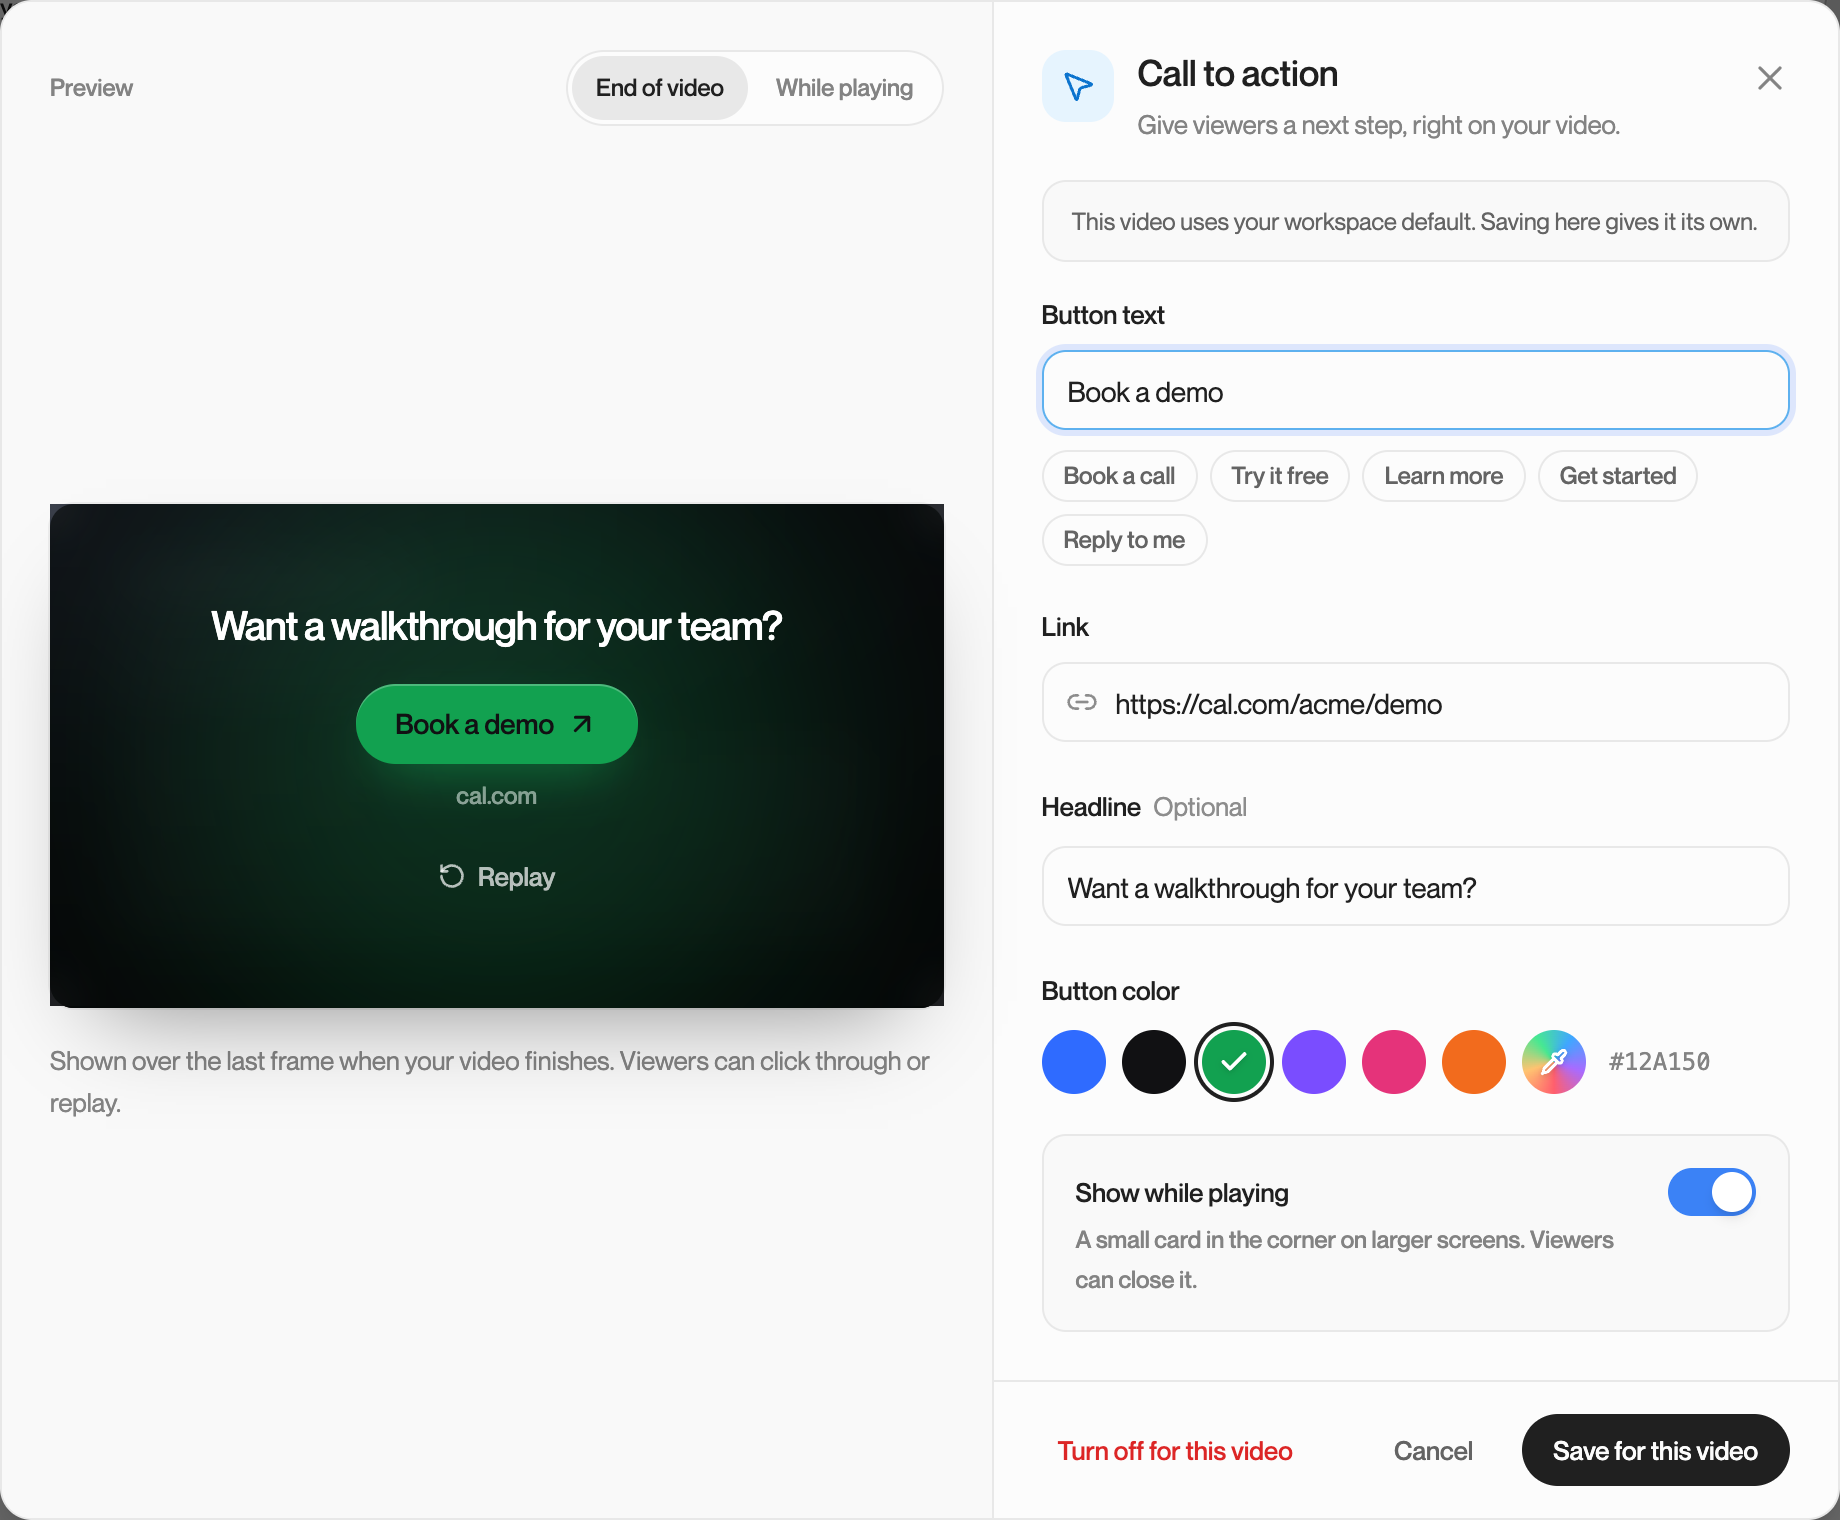 Preview
End of video
While playing
Want a walkthrough for your team?
Book a demo
cal.com
Replay
Shown over the last frame when your video finishes. Viewers can click through or
replay.
Call to action
Give viewers a next step, right on your video.
This video uses your workspace default. Saving here gives it its own.
Button text
Book a demo
Book a call
Try it free
Learn more
Get started
Reply to me
Link
https://cal.com/acme/demo
Headline Optional
Want a walkthrough for your team?
Button color
#12A150
Show while playing
A small card in the corner on larger screens. Viewers
can close it.
Turn off for this video
Cancel
Save for this video